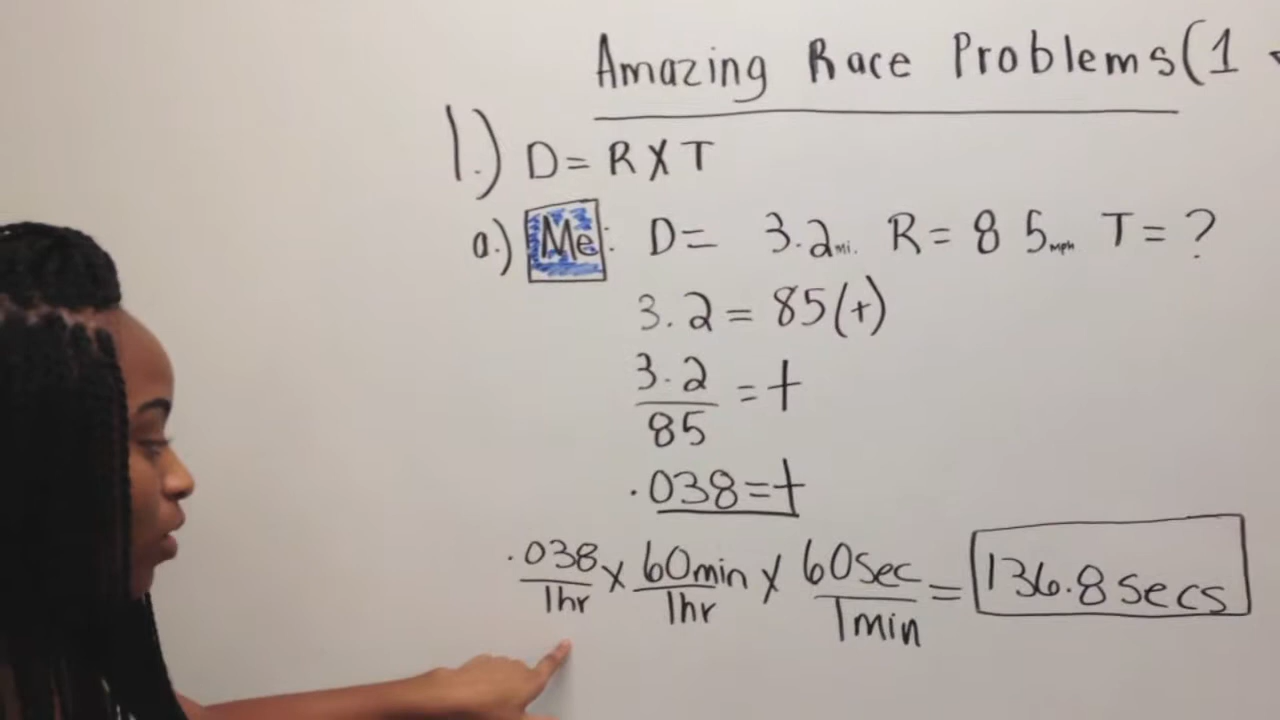 Amazing Race Problems (1
1.) D = R X T
a.) Me: D = 3.2mi. R = 85mph T = ?
3.2 = 85(t)
3.2/85 = t
.038 = t
.038/1hr x 60min/1hr x 60sec/1min = 136.8 secs